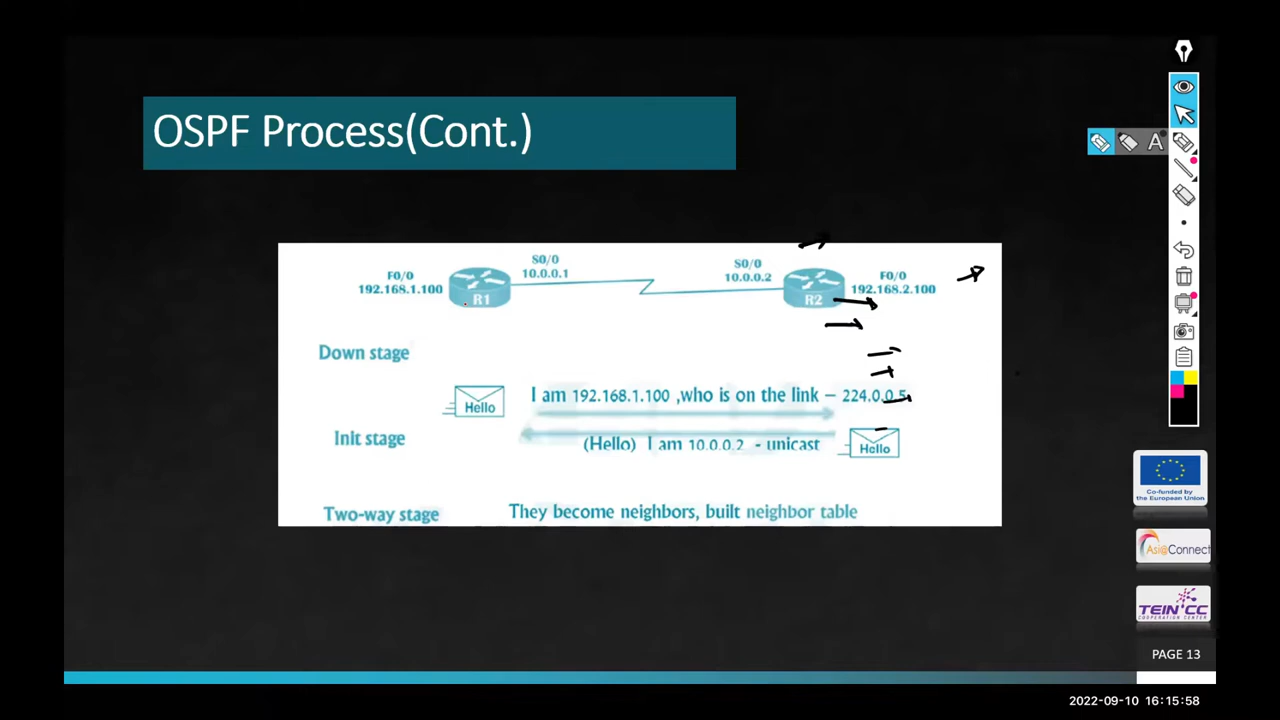 OSPF Process(Cont.)
A
S0/0
10.0.0.1
S0/0
10.0.0.2
F0/0
192.168.1.100
F0/0
192.168.2.100
R1
R2
Down stage
Hello
I am 192.168.1.100 ,who is on the link – 224.0.0.5
Init stage
(Hello) I am 10.0.0.2 - unicast
Hello
Two-way stage
They become neighbors, built neighbor table
Co-funded by
the European Union
Asi@Connect
TEIN*CC
COOPERATION CENTER
PAGE 13
2022-09-10 16:15:58